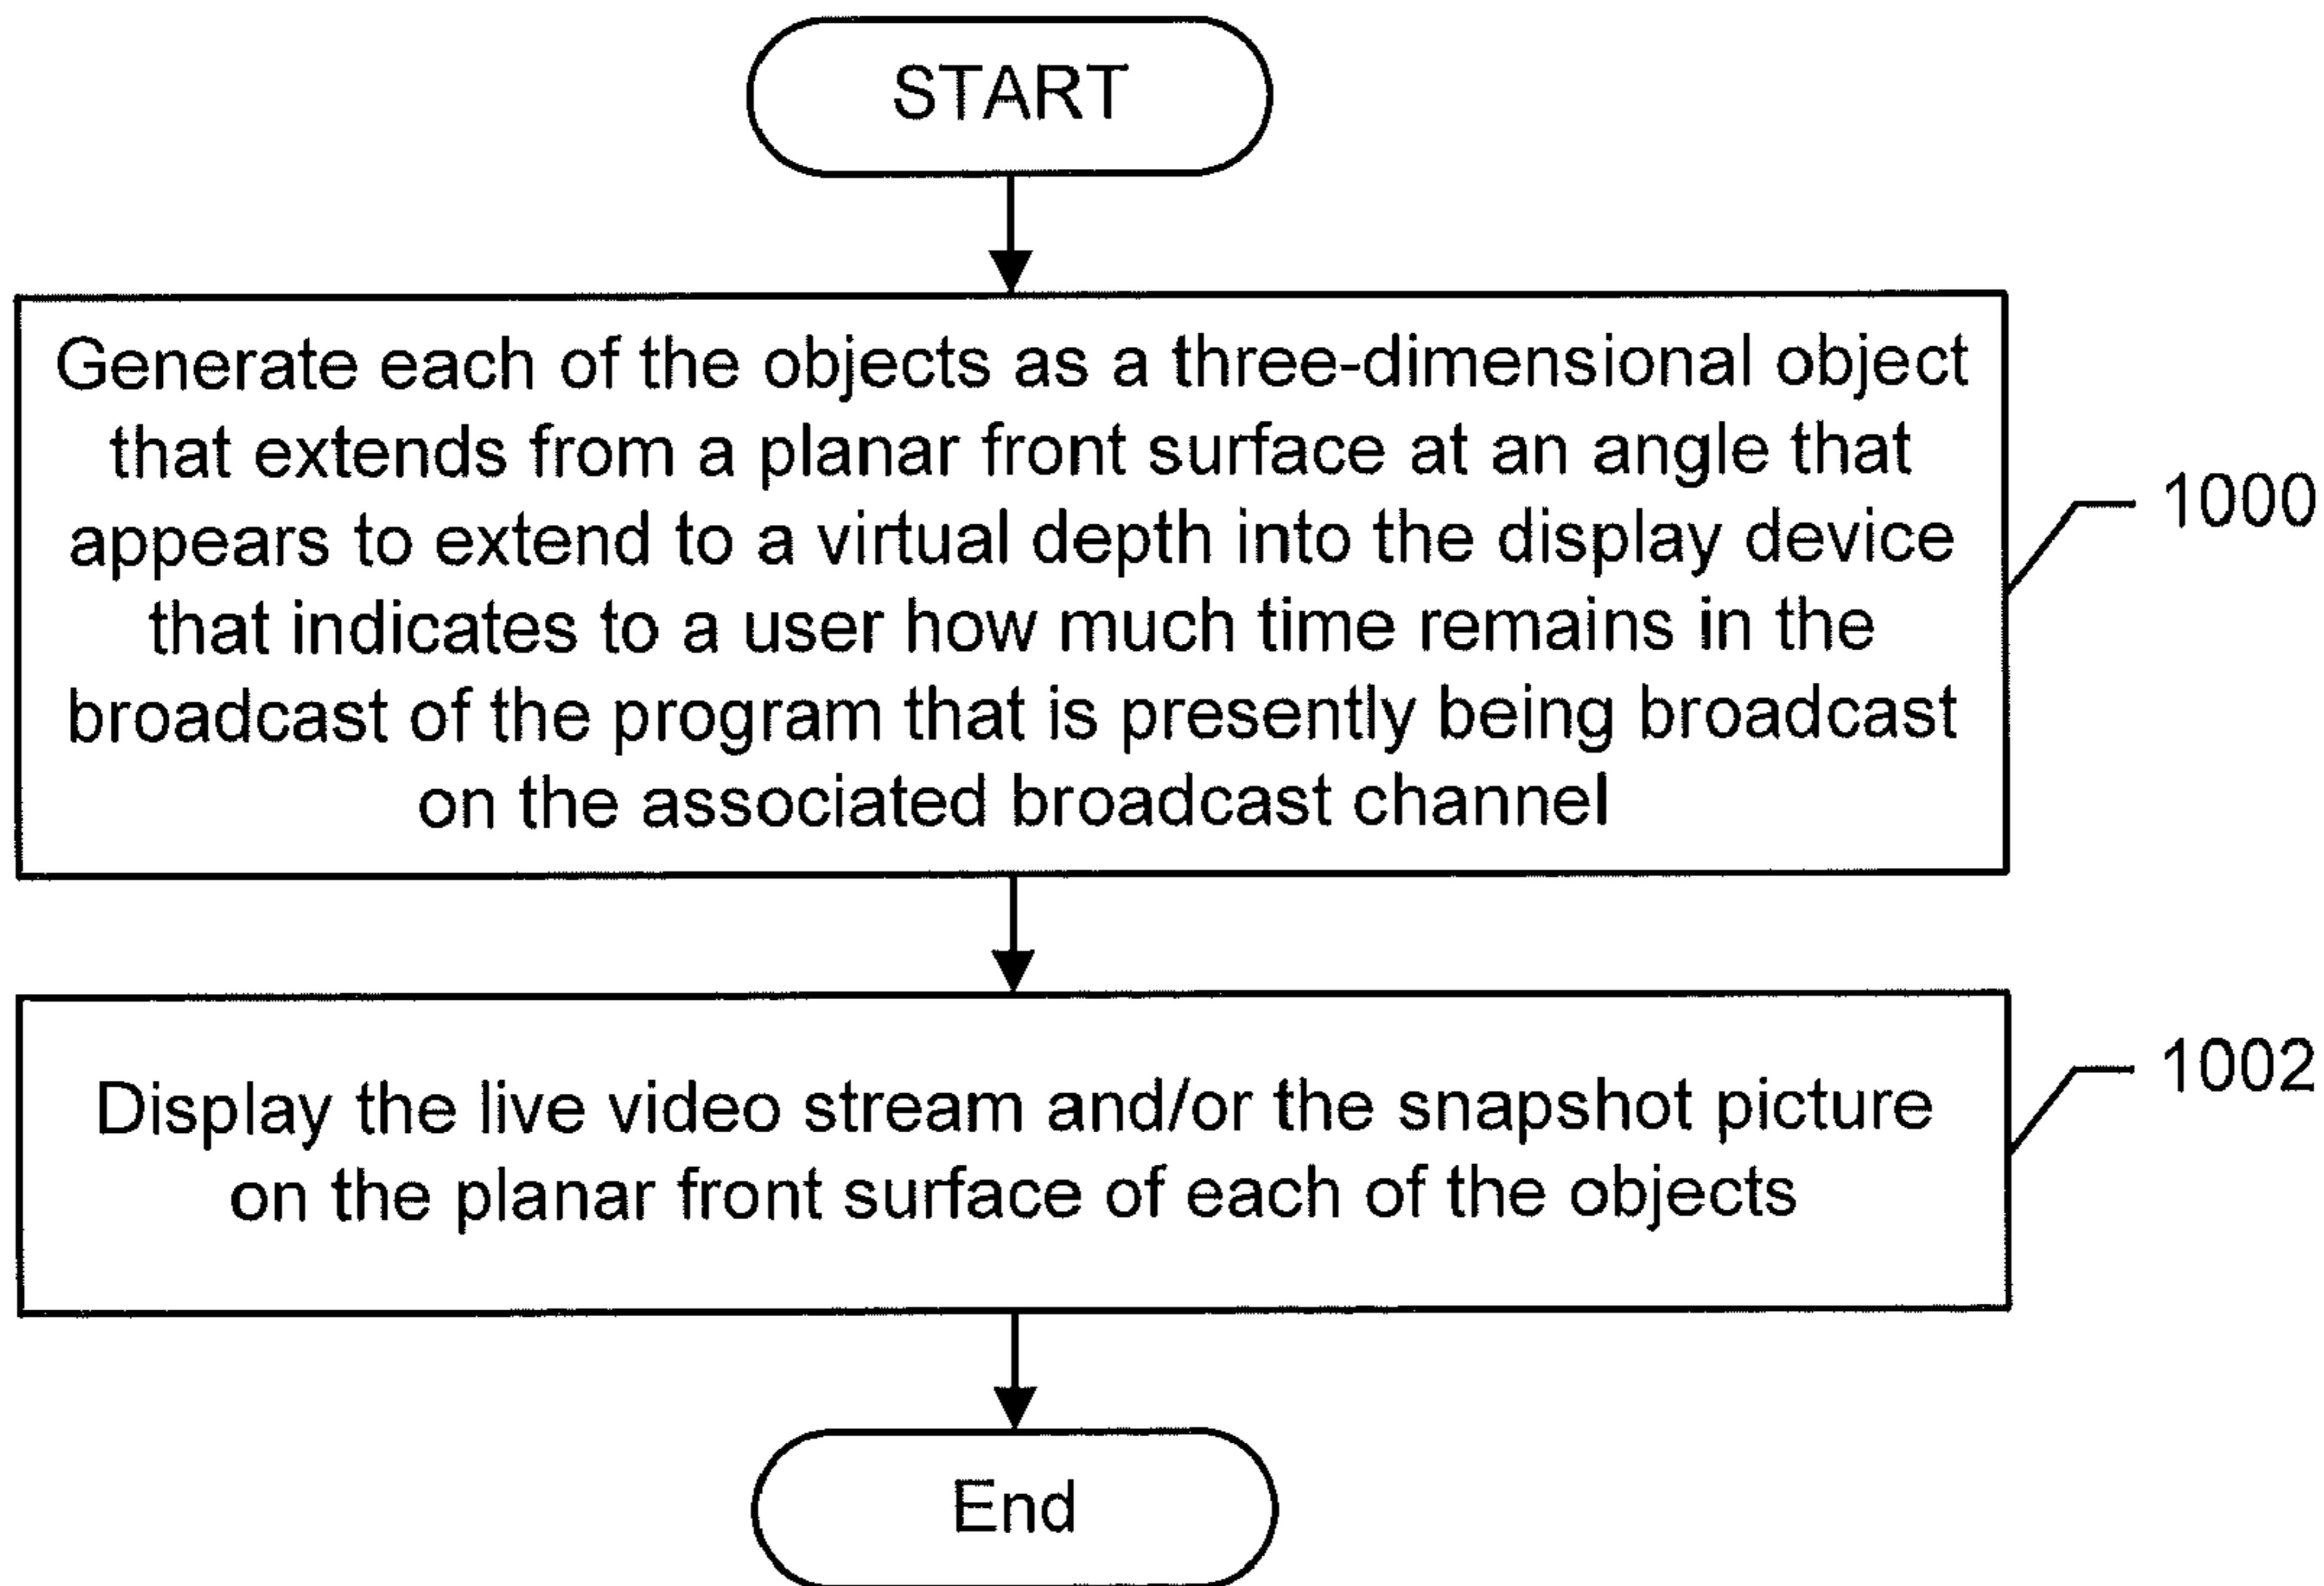 START
Generate each of the objects as a three-dimensional object
that extends from a planar front surface at an angle that
appears to extend to a virtual depth into the display device
that indicates to a user how much time remains in the
broadcast of the program that is presently being broadcast
on the associated broadcast channel
1000
Display the live video stream and/or the snapshot picture
on the planar front surface of each of the objects
1002
End